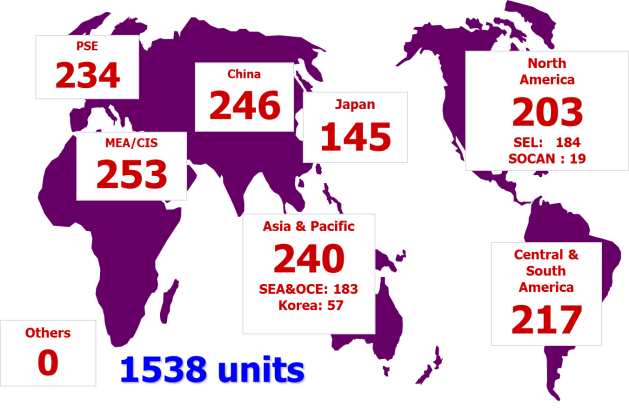 PSE
234
China
246
Japan
145
North
America
203
SEL: 184
SOCAN : 19
MEA/CIS
253
Asia & Pacific
240
SEA&OCE: 183
Korea: 57
Central &
South
America
217
Others
0
1538 units